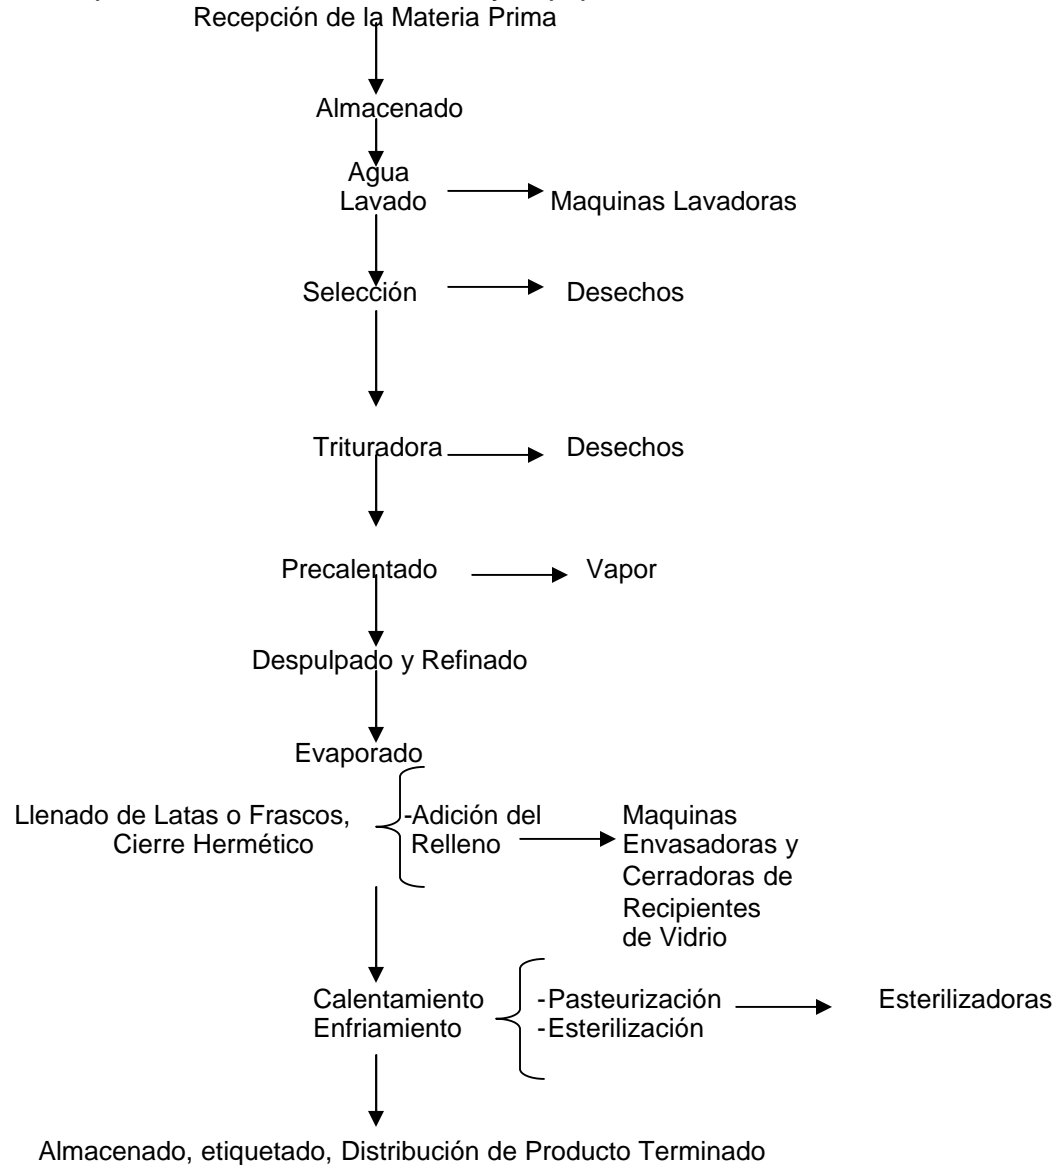 Recepción de la Materia Prima
Almacenado
Agua
Lavado
Maquinas Lavadoras
Selección
Desechos
Trituradora
Desechos
Precalentado
Vapor
Despulpado y Refinado
Evaporado
Llenado de Latas o Frascos,
Cierre Hermético
-Adición del
Relleno
Maquinas
Envasadoras y
Cerradoras de
Recipientes
de Vidrio
Calentamiento
Enfriamiento
-Pasteurización
-Esterilización
Esterilizadoras
Almacenado, etiquetado, Distribución de Producto Terminado